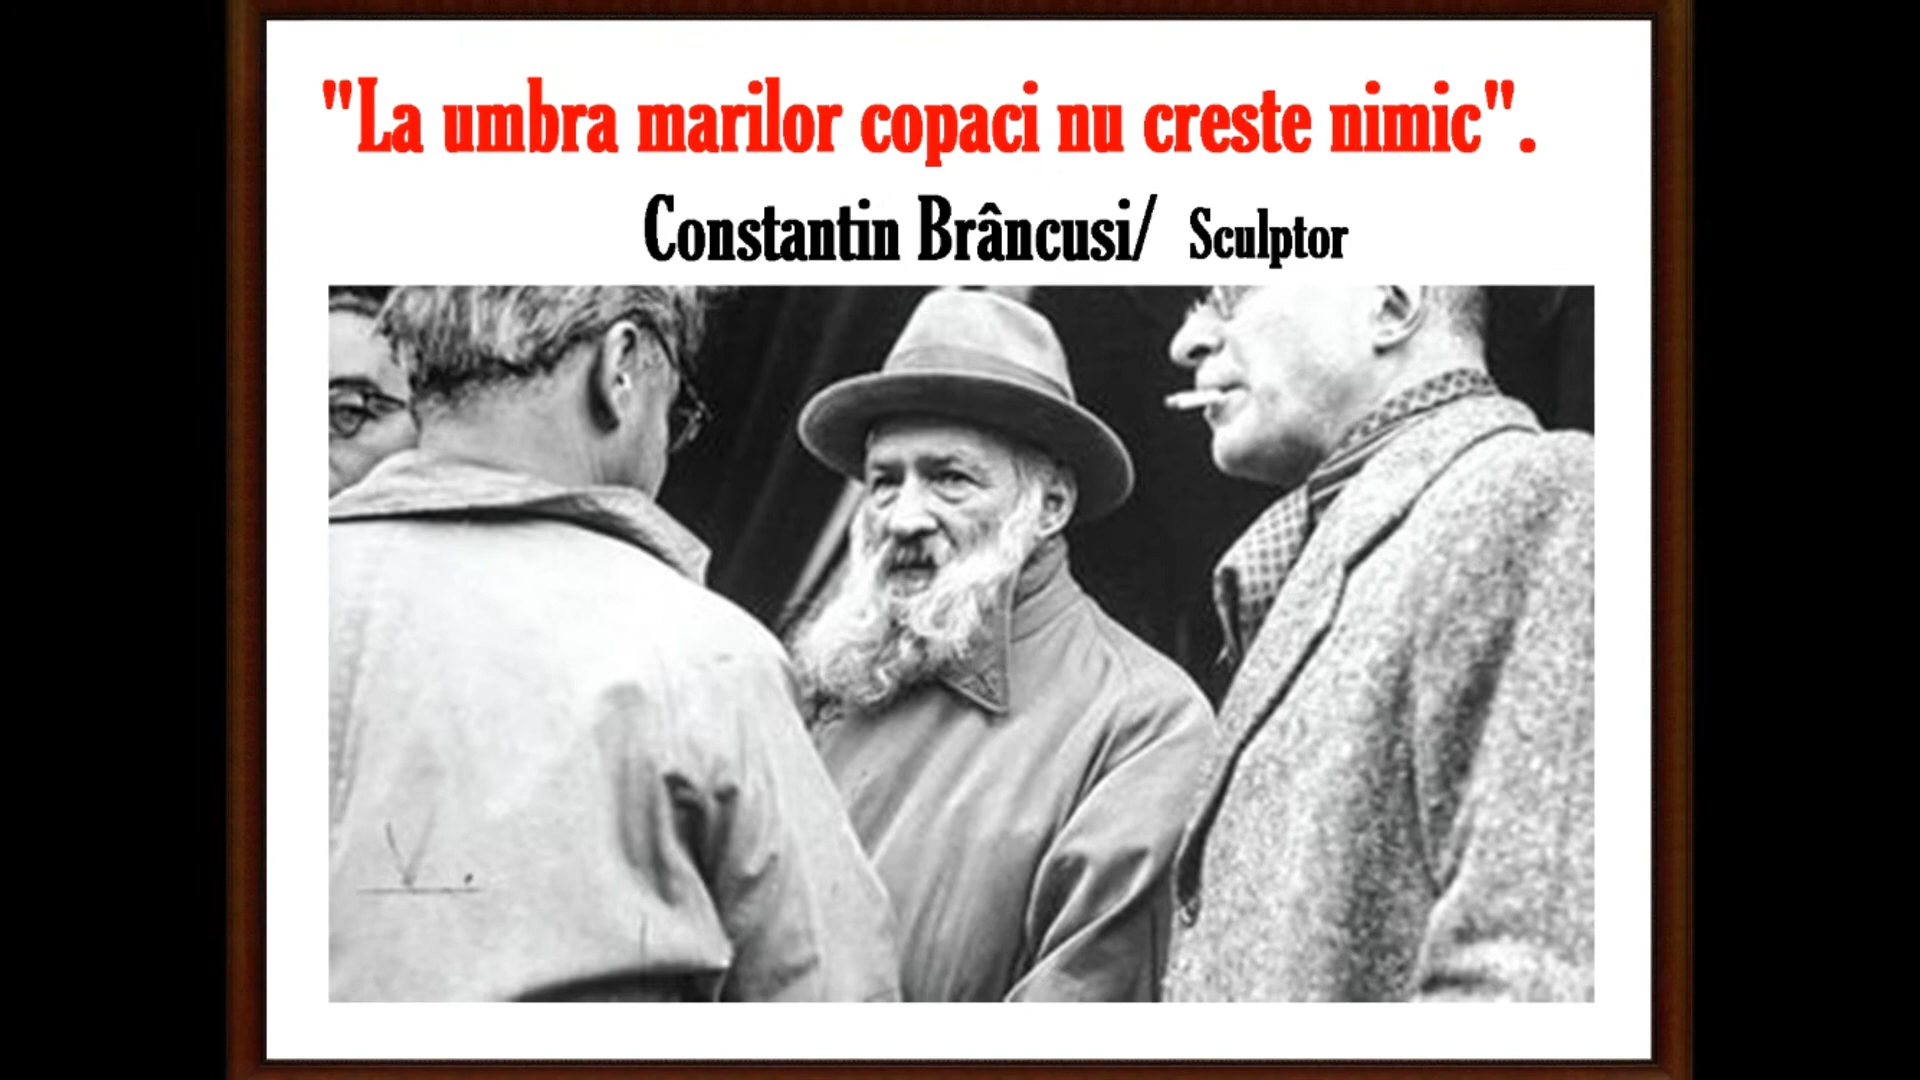 "La umbra marilor copaci nu creste nimic".
Constantin Brâncusi/ Sculptor